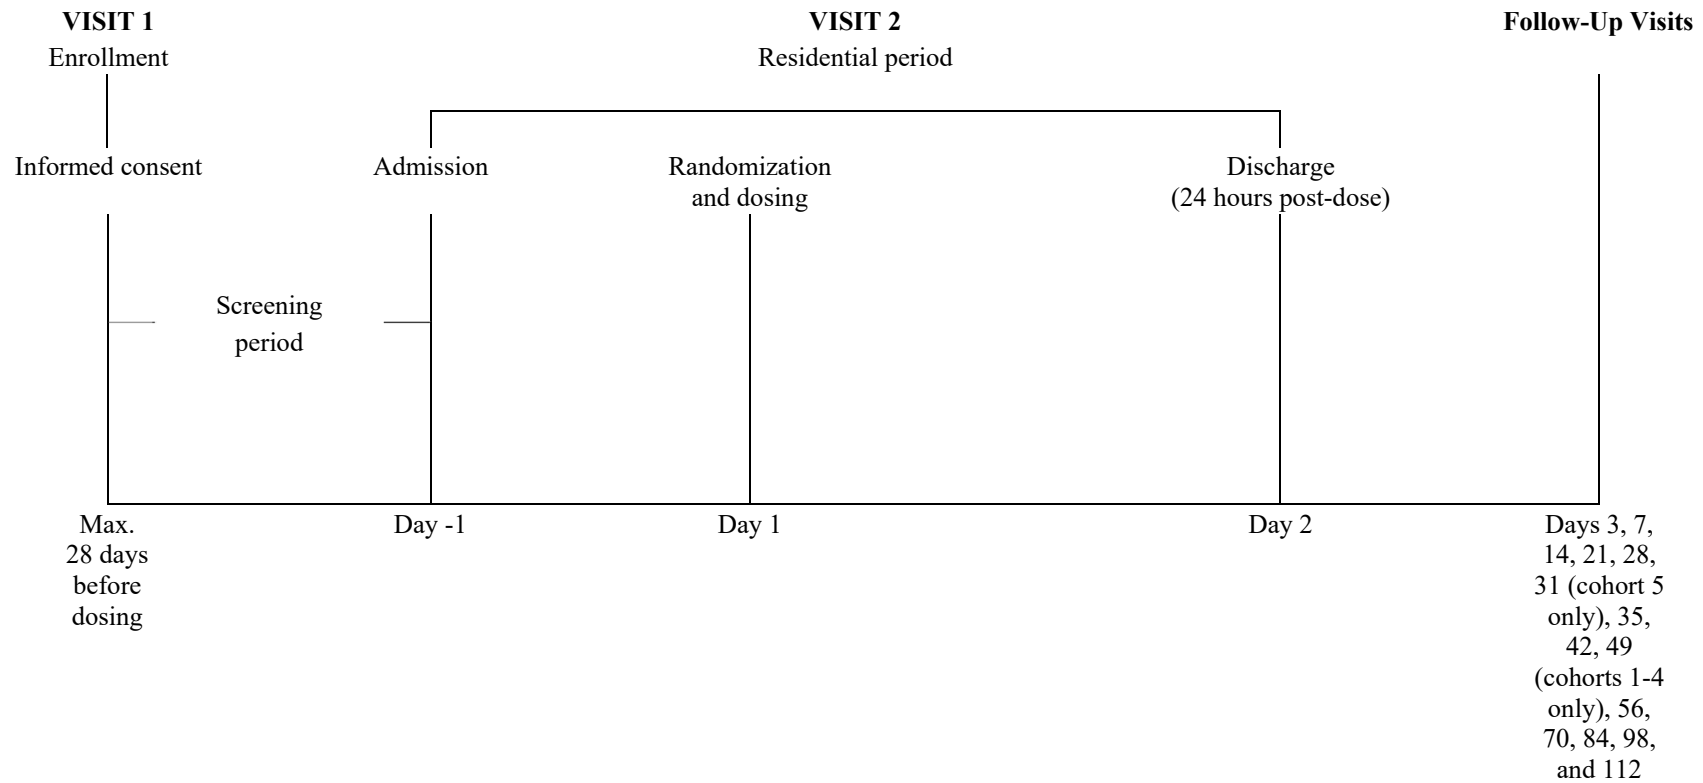 VISIT 1
Enrollment
VISIT 2
Residential period
Follow-Up Visits
Informed consent
Admission
Randomization
and dosing
Discharge
(24 hours post-dose)
Screening
period
Max.
28 days
before
dosing
Day -1
Day 1
Day 2
Days 3, 7,
14, 21, 28,
31 (cohort 5
only), 35,
42, 49
(cohorts 1-4
only), 56,
70, 84, 98,
and 112